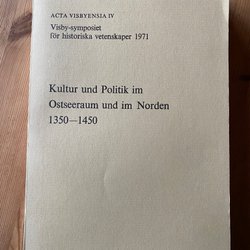 ACTA VISBYENSIA IV
Visby-symposiet
för historiska vetenskaper 1971
Kultur und Politik im
Ostseeraum und im Norden
1350—1450